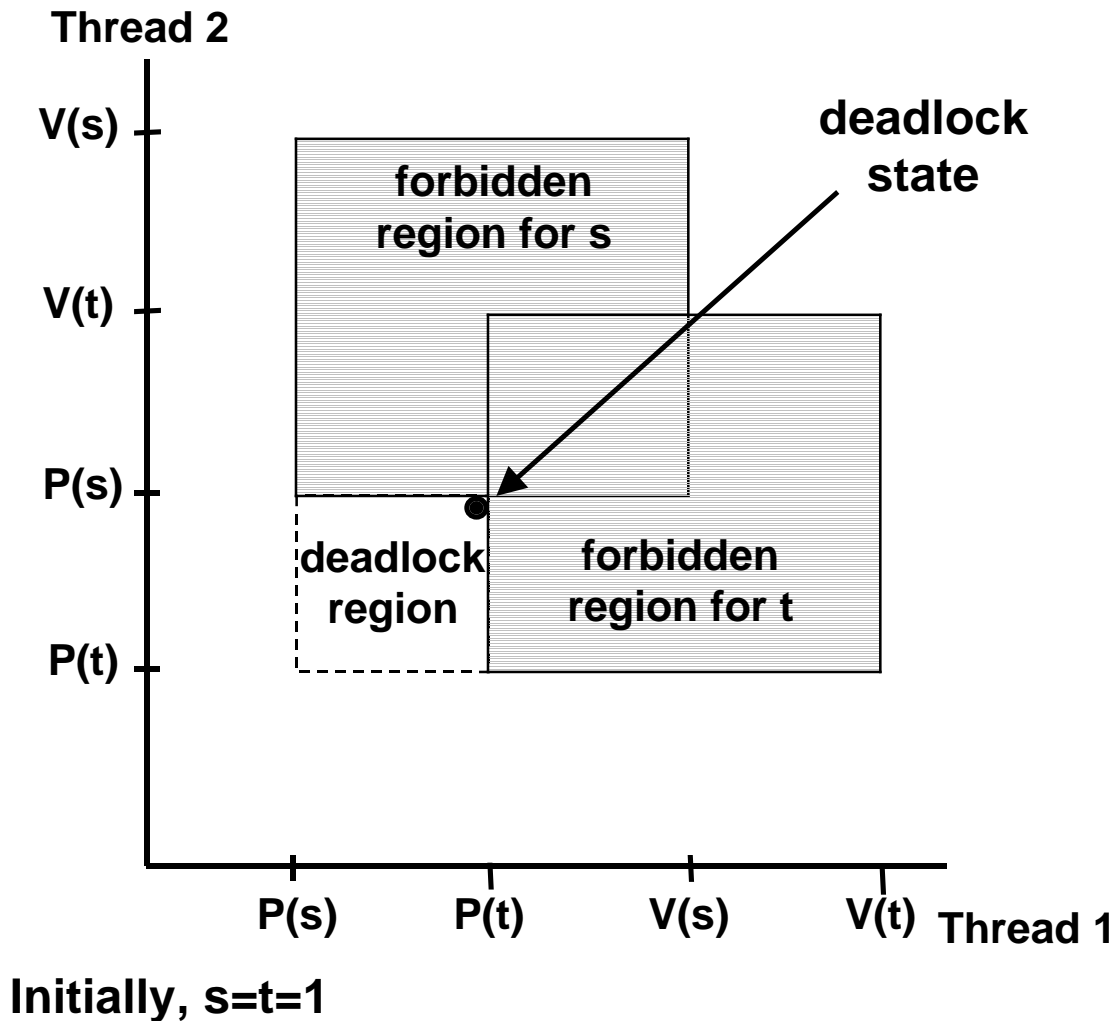 Thread 2
V(s)
deadlock
state
forbidden
region for s
V(t)
P(s)
deadlock
region
forbidden
region for t
P(t)
P(s)
P(t)
V(s)
V(t)
Thread 1
Initially, s=t=1